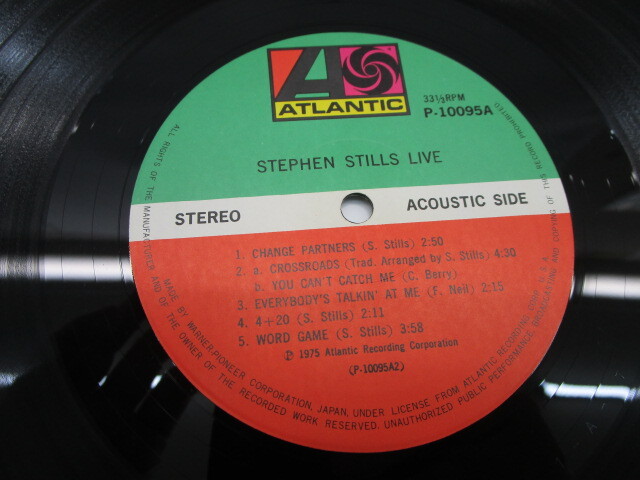 A
ATLANTIC
33⅓RPM
P-10095A
STEPHEN STILLS LIVE
STEREO
ACOUSTIC SIDE
1. CHANGE PARTNERS (S. Stills) 2:50
2. a. CROSSROADS (Trad. Arranged by S. Stills) 4:30
b. YOU CAN'T CATCH ME (C. Berry)
3. EVERYBODY'S TALKIN' AT ME (F. Neil) 2:15
4. 4+20 (S. Stills) 2:11
5. WORD GAME (S. Stills) 3:58
Ⓟ 1975 Atlantic Recording Corporation
(P-10095A2)
ALL RIGHTS OF THE MANUFACTURER AND OF THE OWNER OF THE RECORDED WORK RESERVED. UNAUTHORIZED PUBLIC PERFORMANCE, BROADCASTING AND COPYING OF THIS RECORD PROHIBITED
MADE BY WARNER-PIONEER CORPORATION, JAPAN, UNDER LICENSE FROM ATLANTIC RECORDING CORP., U.S.A.